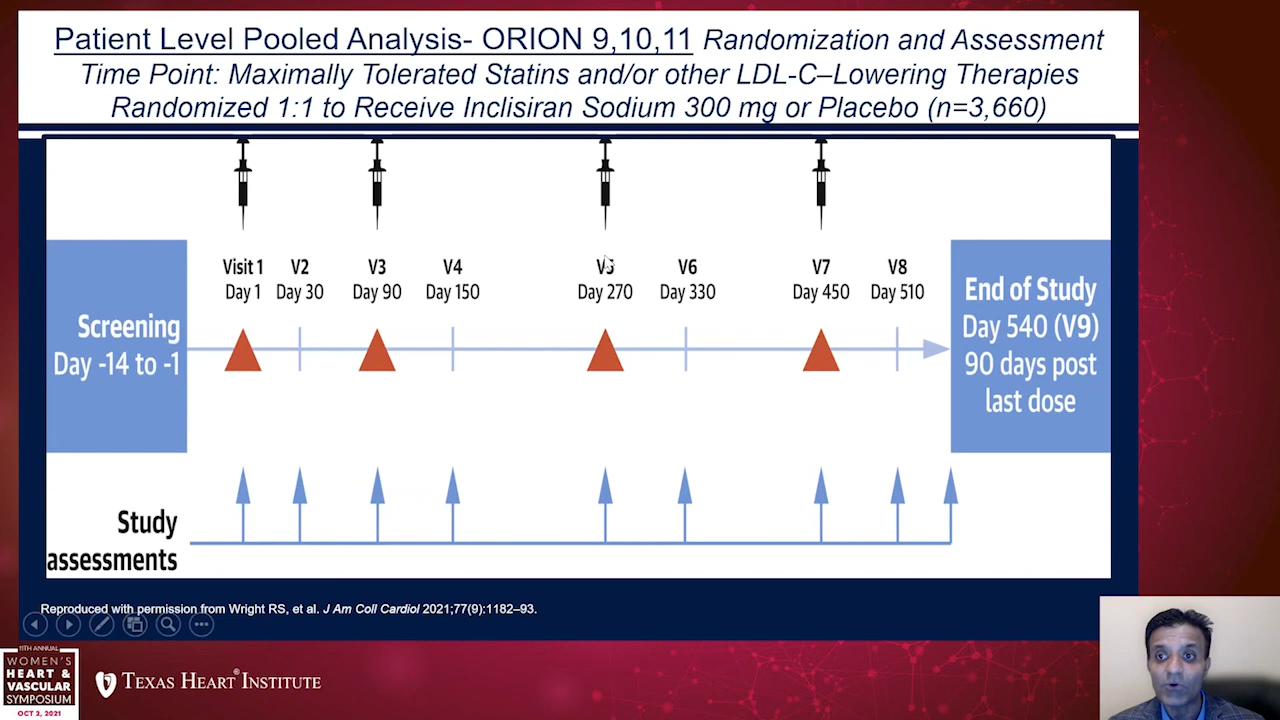 Patient Level Pooled Analysis- ORION 9,10,11 Randomization and Assessment
Time Point: Maximally Tolerated Statins and/or other LDL-C–Lowering Therapies
Randomized 1:1 to Receive Inclisiran Sodium 300 mg or Placebo (n=3,660)
Visit 1 V2 V3 V4 V5 V6 V7 V8
Day 1 Day 30 Day 90 Day 150 Day 270 Day 330 Day 450 Day 510
Screening
Day -14 to -1
End of Study
Day 540 (V9)
90 days post
last dose
Study
assessments
Reproduced with permission from Wright RS, et al. J Am Coll Cardiol 2021;77(9):1182–93.
11TH ANNUAL
WOMEN'S
HEART &
VASCULAR
SYMPOSIUM
OCT 2, 2021
TEXAS HEART® INSTITUTE